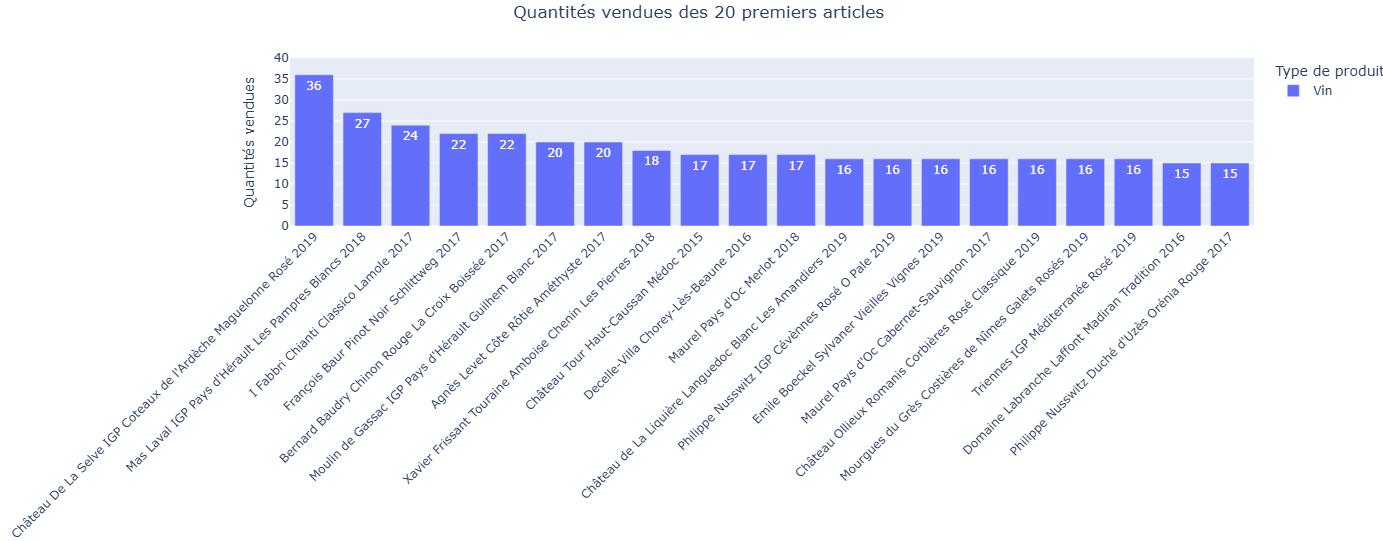 Quantités vendues des 20 premiers articles
Type de produit
Vin
Quantités vendues
40
35
30
25
20
15
10
5
0
36
27
24
22
22
20
20
18
17
17
17
16
16
16
16
16
16
16
15
15
Château De La Selve IGP Coteaux de l'Ardèche Maguelonne Rosé 2019
Mas Laval IGP Pays d'Hérault Les Pampres Blancs 2018
I Fabbri Chianti Classico Lamole 2017
François Baur Pinot Noir Schlittweg 2017
Bernard Baudry Chinon Rouge La Croix Boissée 2017
Moulin de Gassac IGP Pays d'Hérault Guilhem Blanc 2017
Agnès Levet Côte Rôtie Améthyste 2017
Xavier Frissant Touraine Amboise Chenin Les Pierres 2018
Château Tour Haut-Caussan Médoc 2015
Decelle-Villa Chorey-Lès-Beaune 2016
Maurel Pays d'Oc Merlot 2018
Château de La Liquière Languedoc Blanc Les Amandiers 2019
Philippe Nusswitz IGP Cévènnes Rosé O Pale 2019
Emile Boeckel Sylvaner Vieilles Vignes 2019
Maurel Pays d'Oc Cabernet-Sauvignon 2017
Château Ollieux Romanis Corbières Rosé Classique 2019
Mourgues du Grès Costières de Nîmes Galets Rosés 2019
Triennes IGP Méditerranée Rosé 2019
Domaine Labranche Laffont Madiran Tradition 2016
Philippe Nusswitz Duché d'Uzès Orénia Rouge 2017